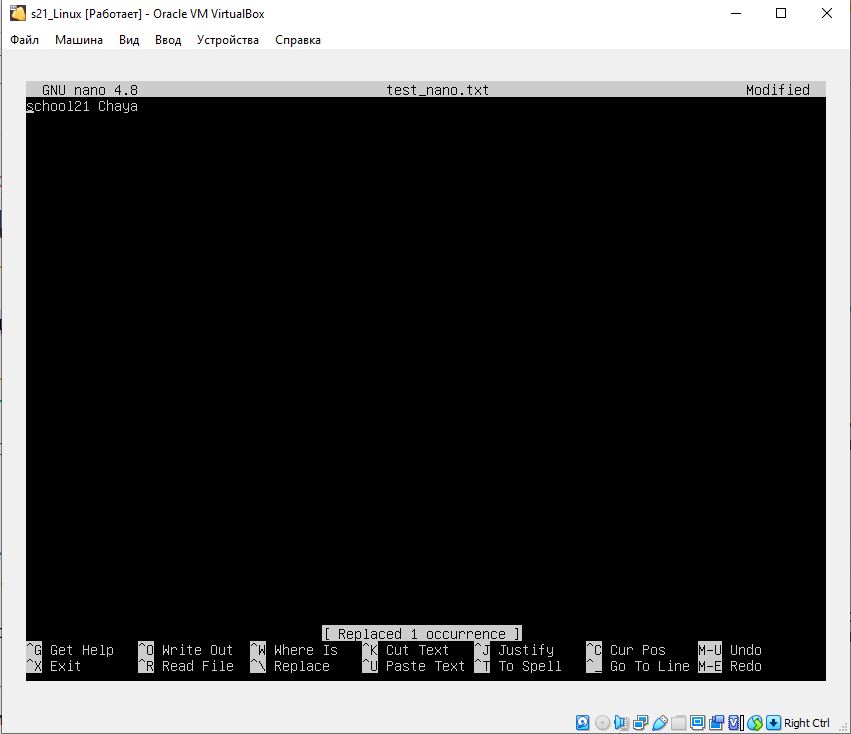 s21_Linux [Работает] - Oracle VM VirtualBox
Файл Машина Вид Ввод Устройства Справка
GNU nano 4.8 test_nano.txt Modified
school21 Chaya
[ Replaced 1 occurrence ]
^G Get Help ^O Write Out ^W Where Is ^K Cut Text ^J Justify ^C Cur Pos M-U Undo
^X Exit ^R Read File ^\ Replace ^U Paste Text ^T To Spell ^_ Go To Line M-E Redo
Right Ctrl